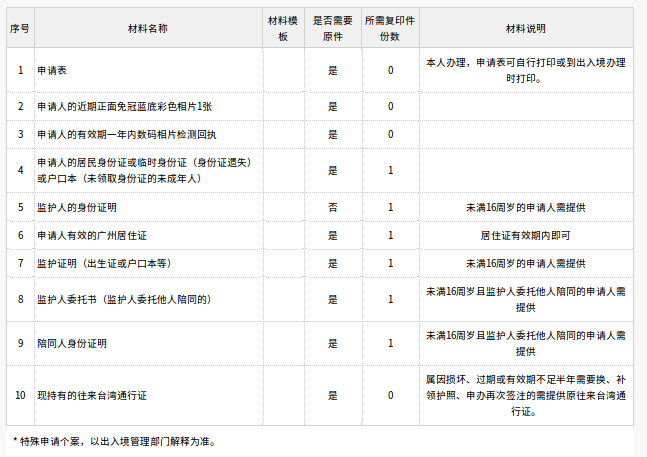 序号 材料名称 材料模板 是否需要原件 所需复印件份数 材料说明
1 申请表 是 0 本人办理，申请表可自行打印或到出入境办理时打印。
2 申请人的近期正面免冠蓝底彩色相片1张 是 0
3 申请人的有效期一年内数码相片检测回执 是 0
4 申请人的居民身份证或临时身份证（身份证遗失）或户口本（未领取身份证的未成年人） 是 1
5 监护人的身份证明 否 1 未满16周岁的申请人需提供
6 申请人有效的广州居住证 是 1 居住证有效期内即可
7 监护证明（出生证或户口本等） 是 1 未满16周岁的申请人需提供
8 监护人委托书（监护人委托他人陪同的） 是 1 未满16周岁且监护人委托他人陪同的申请人需提供
9 陪同人身份证明 是 1 未满16周岁且监护人委托他人陪同的申请人需提供
10 现持有的往来台湾通行证 是 0 属因损坏、过期或有效期不足半年需要换、补领护照、申办再次签注的需提供原往来台湾通行证。
* 特殊申请个案，以出入境管理部门解释为准。